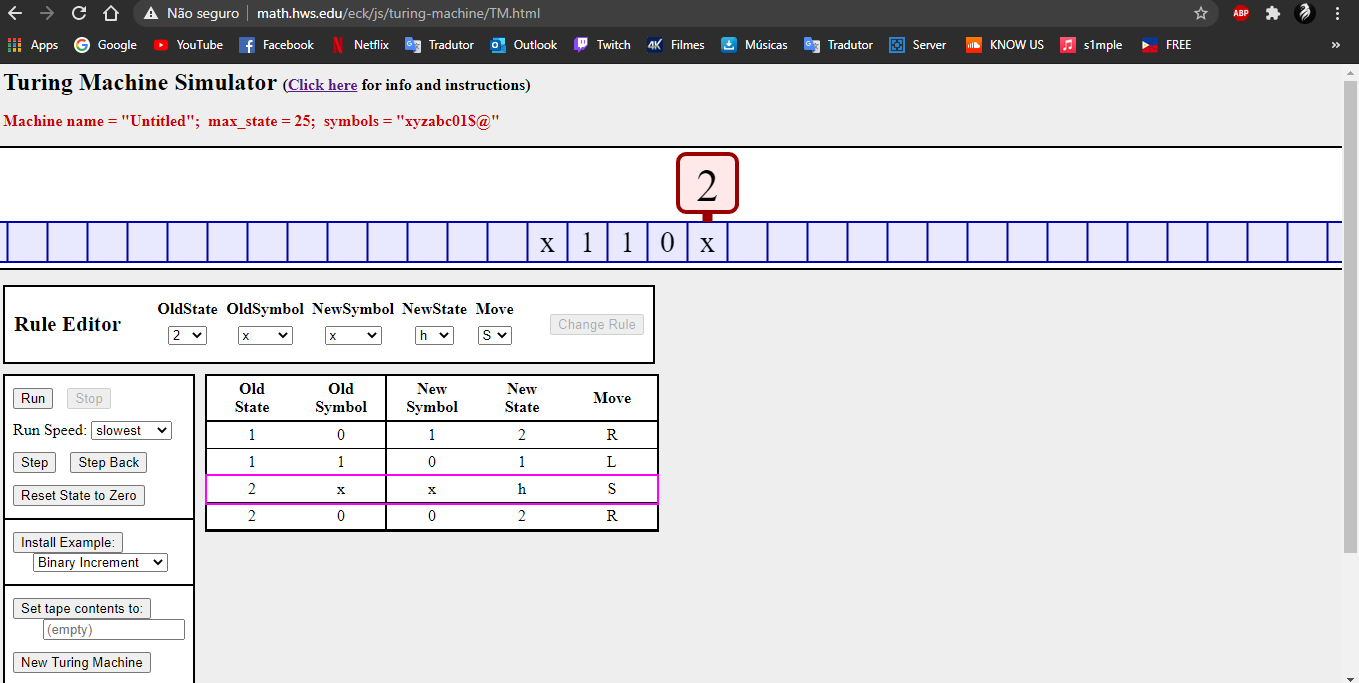 Não seguro math.hws.edu/eck/js/turing-machine/TM.html ABP
Apps Google YouTube Facebook Netflix Tradutor Outlook Twitch 4K Filmes Músicas Tradutor Server KNOW US s1mple FREE »
Turing Machine Simulator (Click here for info and instructions)
Machine name = "Untitled"; max_state = 25; symbols = "xyzabc01$@"
2
x 1 1 0 x
OldState OldSymbol NewSymbol NewState Move
Rule Editor 2 x x h S Change Rule
Run Stop
Run Speed: slowest
Step Step Back
Reset State to Zero
Install Example:
Binary Increment
Set tape contents to:
(empty)
New Turing Machine
Old Old New New Move
State Symbol Symbol State
1 0 1 2 R
1 1 0 1 L
2 x x h S
2 0 0 2 R